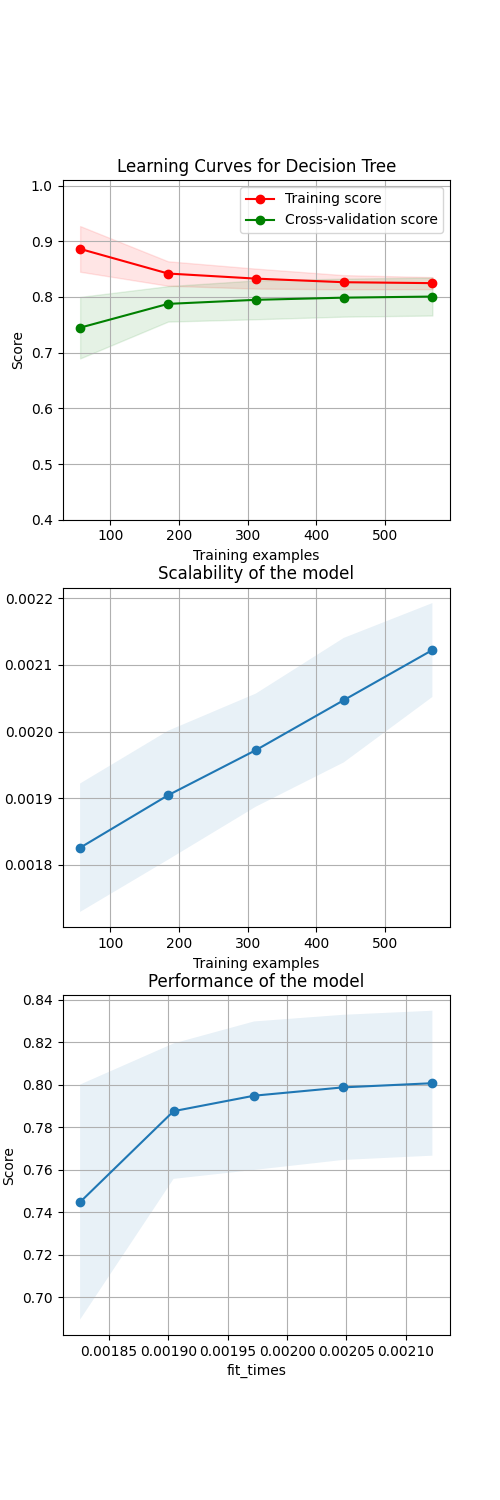 Learning Curves for Decision Tree
1.0
0.9
0.8
0.7
0.6
0.5
0.4
Score
Training score
Cross-validation score
100 200 300 400 500
Training examples
Scalability of the model
0.0022
0.0021
0.0020
0.0019
0.0018
100 200 300 400 500
Training examples
Performance of the model
0.84
0.82
0.80
0.78
0.76
0.74
0.72
0.70
Score
0.00185 0.00190 0.00195 0.00200 0.00205 0.00210
fit_times